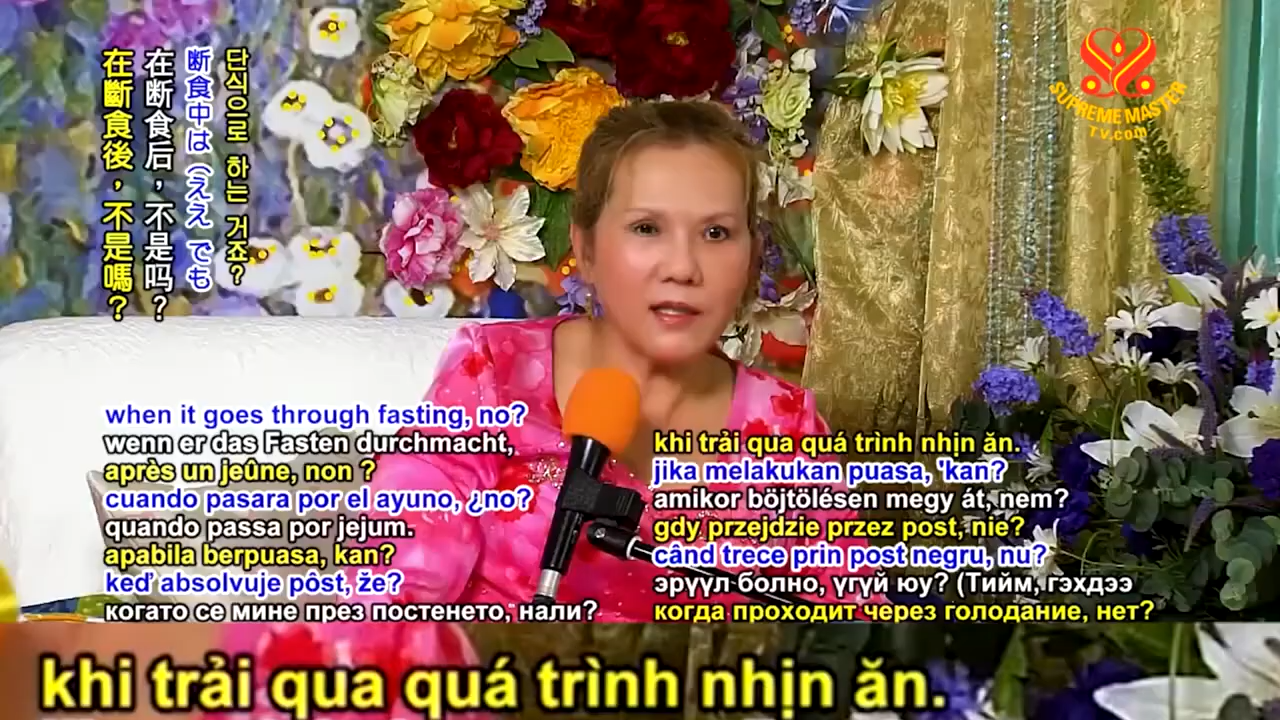 SUPREME MASTER
TV.com
단식으로 하는 거죠?
断食中は (ええ でも
在断食后，不是吗？
在斷食後，不是嗎？
when it goes through fasting, no?
wenn er das Fasten durchmacht,
après un jeûne, non ?
cuando pasara por el ayuno, ¿no?
quando passa por jejum.
apabila berpuasa, kan?
keď absolvuje pôst, že?
когато се мине през постенето, нали?
khi trải qua quá trình nhịn ăn.
jika melakukan puasa, 'kan?
amikor böjtölésen megy át, nem?
gdy przejdzie przez post, nie?
când trece prin post negru, nu?
эрүүл болно, үгүй юу? (Тийм, гэхдээ
когда проходит через голодание, нет?
khi trải qua quá trình nhịn ăn.